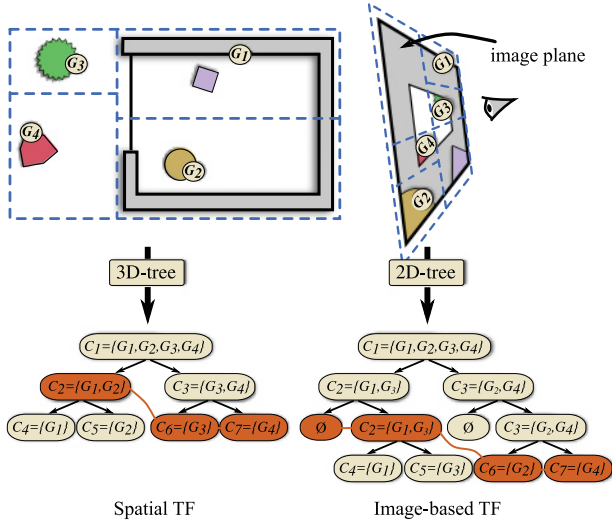 G1
G3
G4
G2
image plane
G1
G3
G4
G2
3D-tree
2D-tree
C1={G1,G2,G3,G4}
C2={G1,G2}
C3={G3,G4}
C4={G1}
C5={G2}
C6={G3}
C7={G4}
Spatial TF
C1={G1,G2,G3,G4}
C2={G1,G3}
C3={G2,G4}
Ø
C2={G1,G3}
Ø
C3={G2,G4}
C4={G1}
C5={G3}
C6={G2}
C7={G4}
Image-based TF